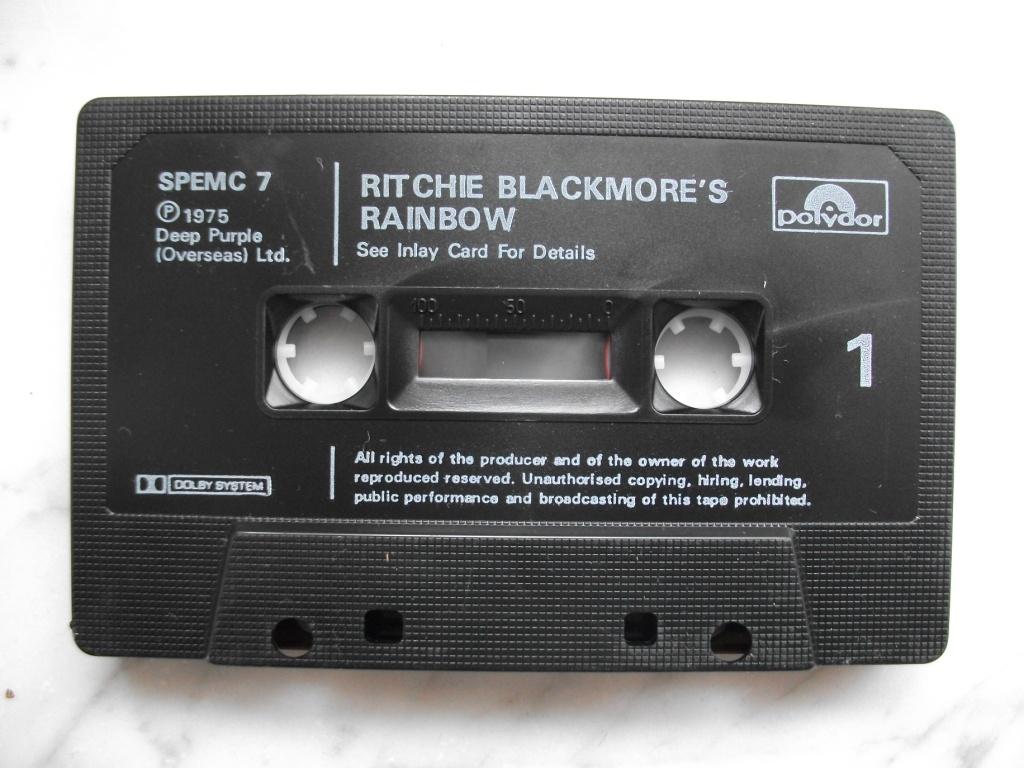 SPEMC 7
Ⓟ 1975
Deep Purple
(Overseas) Ltd.
RITCHIE BLACKMORE'S
RAINBOW
See Inlay Card For Details
polydor
100 50 0
1
DOLBY SYSTEM
All rights of the producer and of the owner of the work
reproduced reserved. Unauthorised copying, hiring, lending,
public performance and broadcasting of this tape prohibited.